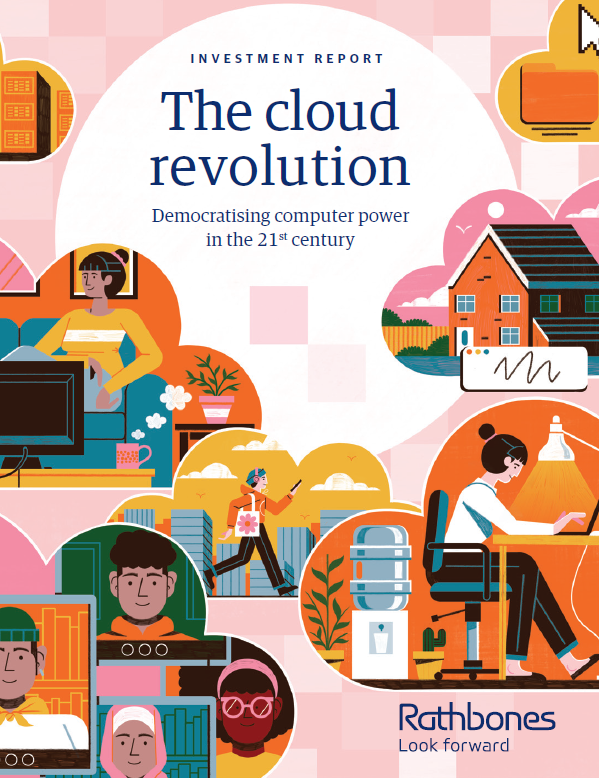 INVESTMENT REPORT
The cloud
revolution
Democratising computer power
in the 21st century
Rathbones
Look forward